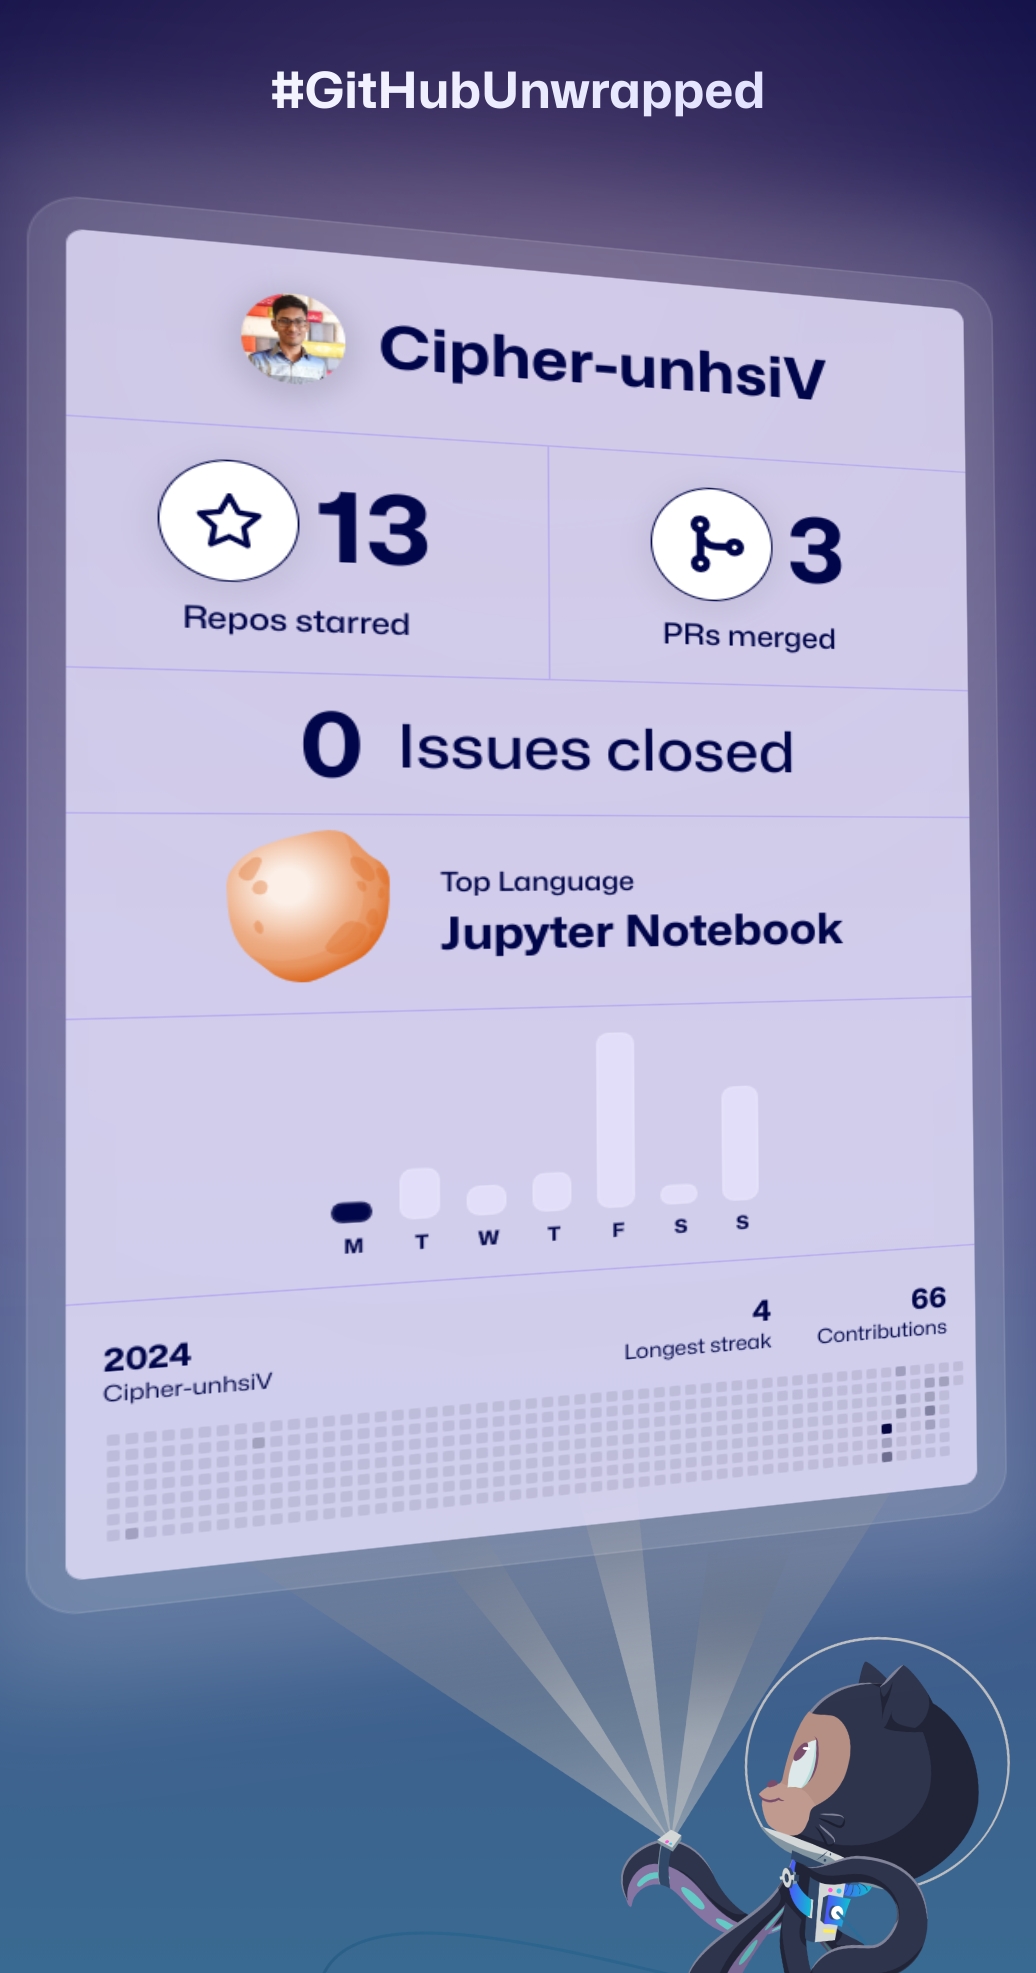 #GitHubUnwrapped
Cipher-unhsiV
13
Repos starred
3
PRs merged
0 Issues closed
Top Language
Jupyter Notebook
M T W T F S S
2024
Cipher-unhsiV
4
Longest streak
66
Contributions